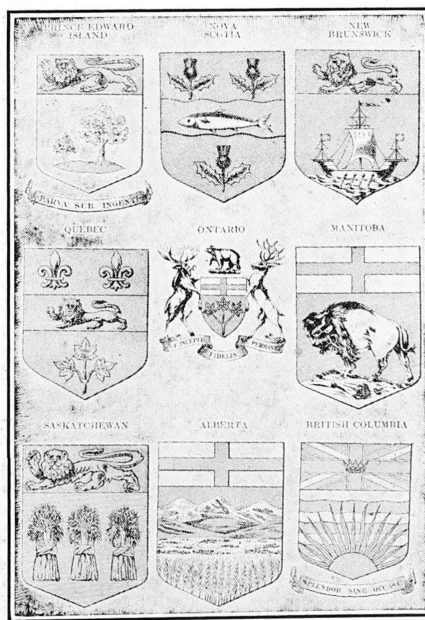 PRINCE EDWARD
ISLAND
NOVA
SCOTIA
NEW
BRUNSWICK
PARVA SUB INGENTI
QUEBEC
ONTARIO
MANITOBA
UT INCEPIT
FIDELIS
PERMANET
SASKATCHEWAN
ALBERTA
BRITISH COLUMBIA
SPLENDOR SINE OCCASU